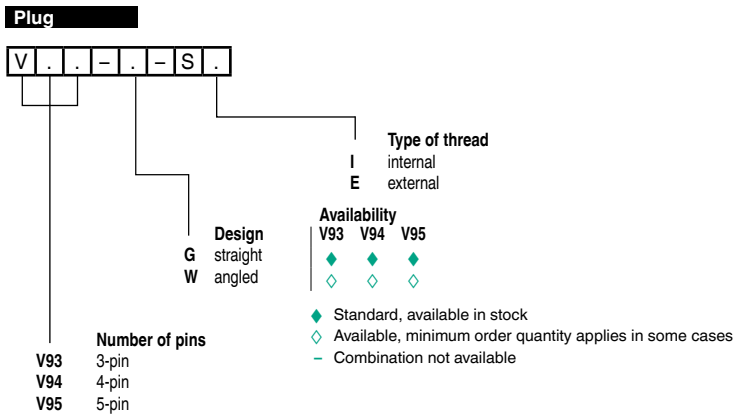 Plug
V . . – . – S .
Type of thread
I internal
E external
Availability
Design V93 V94 V95
G straight ◆ ◆ ◆
W angled ◇ ◇ ◇
◆ Standard, available in stock
◇ Available, minimum order quantity applies in some cases
– Combination not available
Number of pins
V93 3-pin
V94 4-pin
V95 5-pin